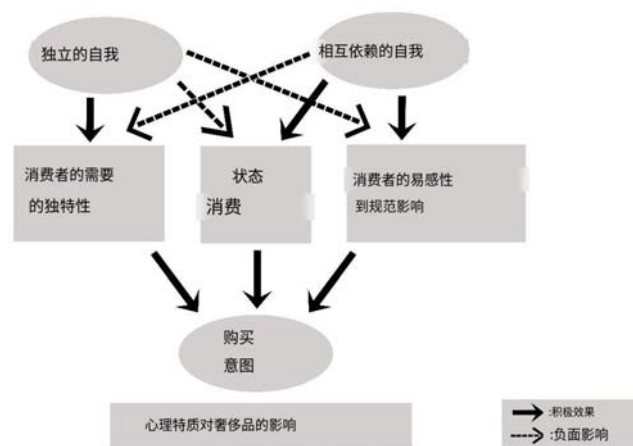 独立的自我
相互依赖的自我
消费者的需要
的独特性
状态
消费
消费者的易感性
到规范影响
购买
意图
心理特质对奢侈品的影响
:积极效果
:负面影响